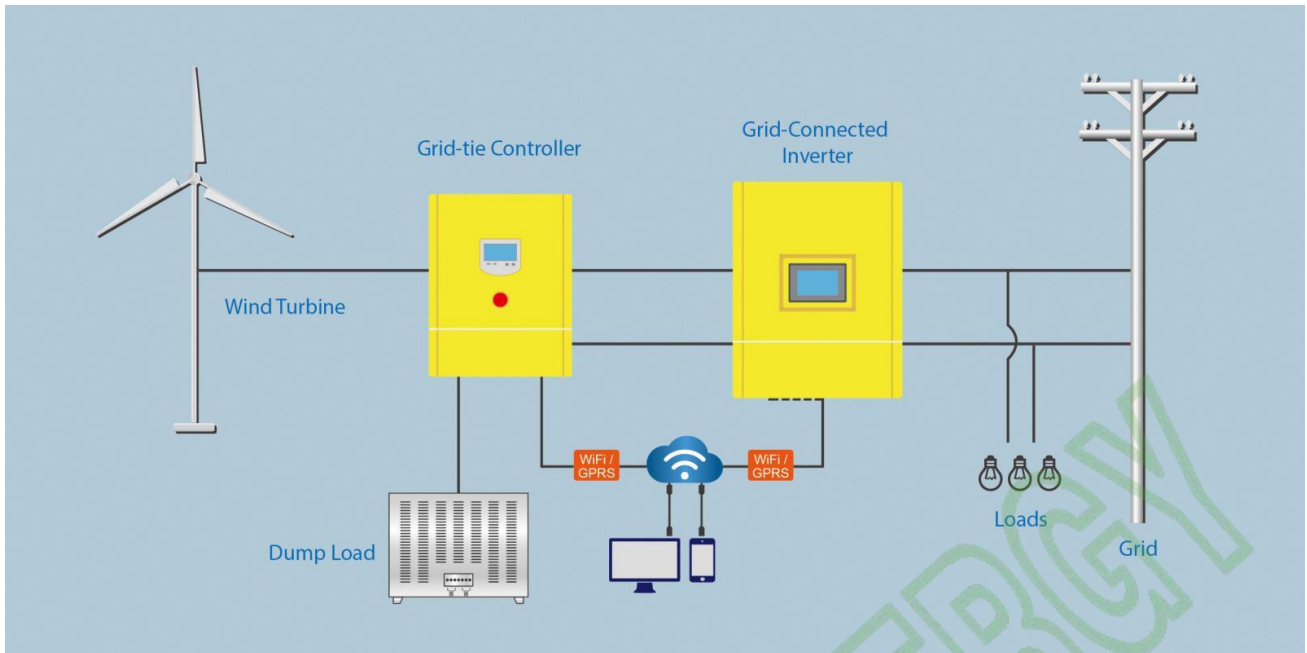 Grid-Connected
Inverter
Grid-tie Controller
Wind Turbine
WiFi /
GPRS
WiFi /
GPRS
Loads
Dump Load
Grid